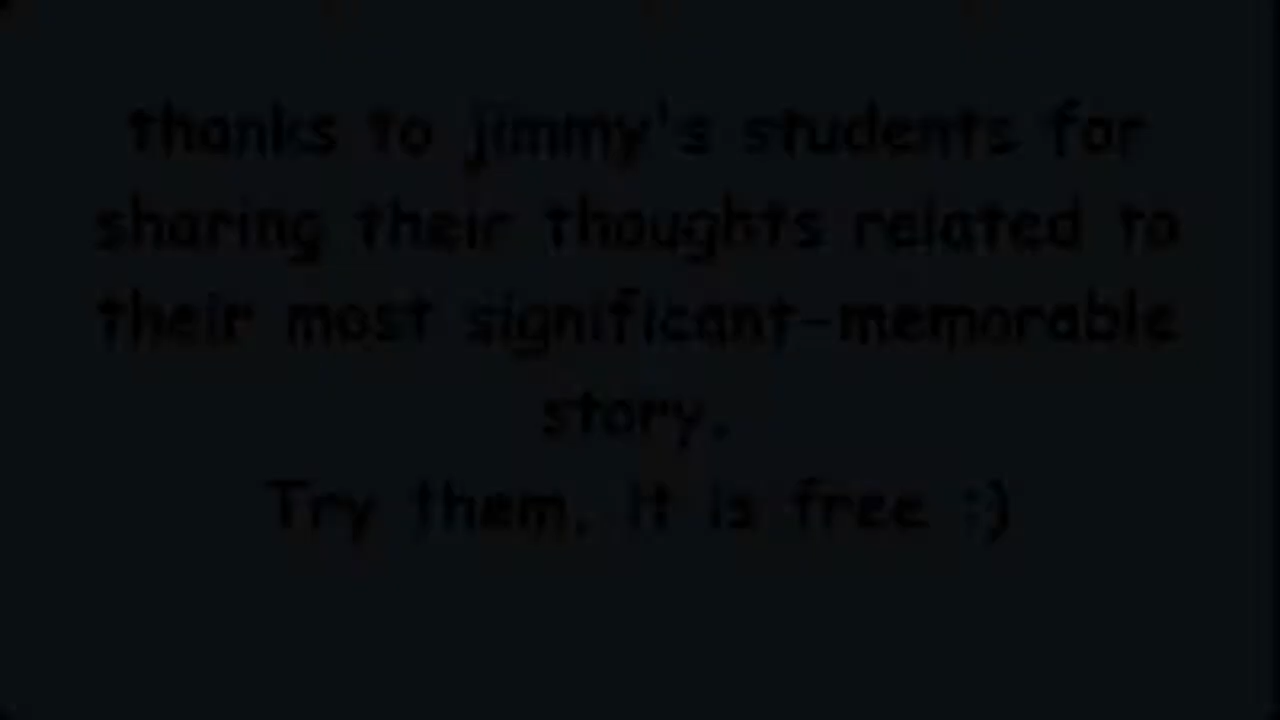 thanks to jimmy's students for
sharing their thoughts related to
their most significant-memorable
story.
Try them. it is free :)